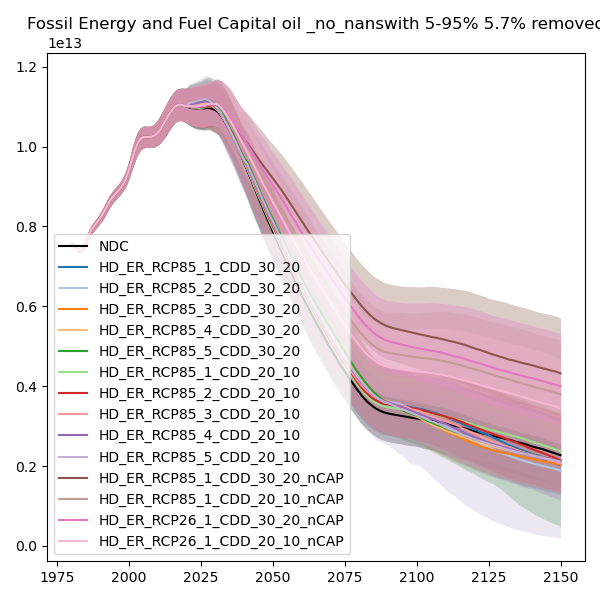 Fossil Energy and Fuel Capital oil _no_nanswith 5-95% 5.7% removed
1e13
1.2
1.0
0.8
0.6
0.4
0.2
0.0
NDC
HD_ER_RCP85_1_CDD_30_20
HD_ER_RCP85_2_CDD_30_20
HD_ER_RCP85_3_CDD_30_20
HD_ER_RCP85_4_CDD_30_20
HD_ER_RCP85_5_CDD_30_20
HD_ER_RCP85_1_CDD_20_10
HD_ER_RCP85_2_CDD_20_10
HD_ER_RCP85_3_CDD_20_10
HD_ER_RCP85_4_CDD_20_10
HD_ER_RCP85_5_CDD_20_10
HD_ER_RCP85_1_CDD_30_20_nCAP
HD_ER_RCP85_1_CDD_20_10_nCAP
HD_ER_RCP26_1_CDD_30_20_nCAP
HD_ER_RCP26_1_CDD_20_10_nCAP
1975 2000 2025 2050 2075 2100 2125 2150